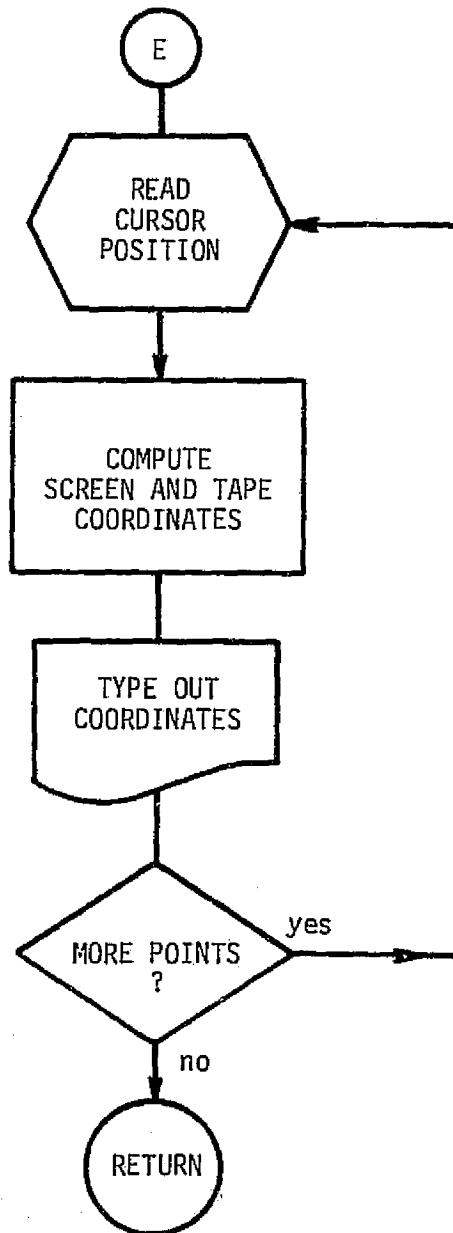 E
READ
CURSOR
POSITION
COMPUTE
SCREEN AND TAPE
COORDINATES
TYPE OUT
COORDINATES
MORE POINTS
?
yes
no
RETURN